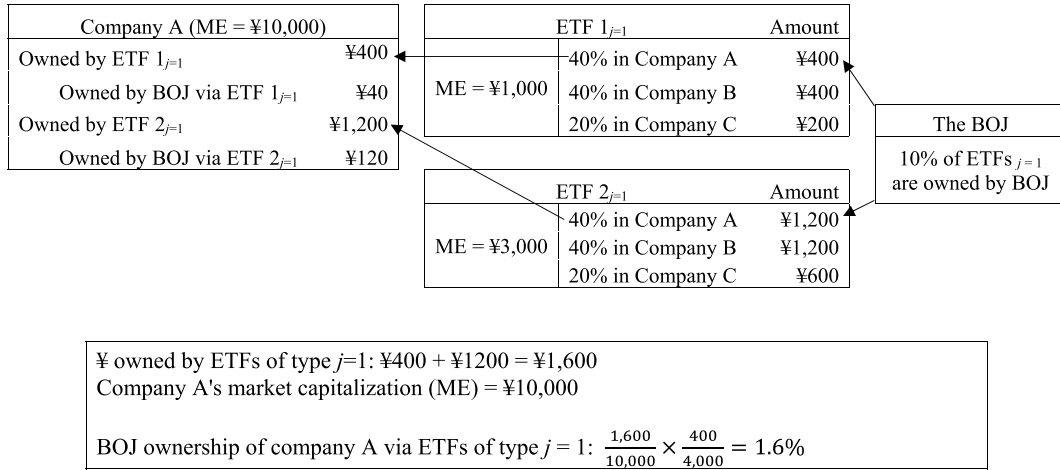 Company A (ME = ¥10,000)
Owned by ETF 1j=1 ¥400
Owned by BOJ via ETF 1j=1 ¥40
Owned by ETF 2j=1 ¥1,200
Owned by BOJ via ETF 2j=1 ¥120
ETF 1j=1 Amount
40% in Company A ¥400
ME = ¥1,000 40% in Company B ¥400
20% in Company C ¥200
The BOJ
10% of ETFs j = 1
are owned by BOJ
ETF 2j=1 Amount
40% in Company A ¥1,200
ME = ¥3,000 40% in Company B ¥1,200
20% in Company C ¥600
¥ owned by ETFs of type j=1: ¥400 + ¥1200 = ¥1,600
Company A's market capitalization (ME) = ¥10,000
BOJ ownership of company A via ETFs of type j = 1: 1,600/10,000 × 400/4,000 = 1.6%